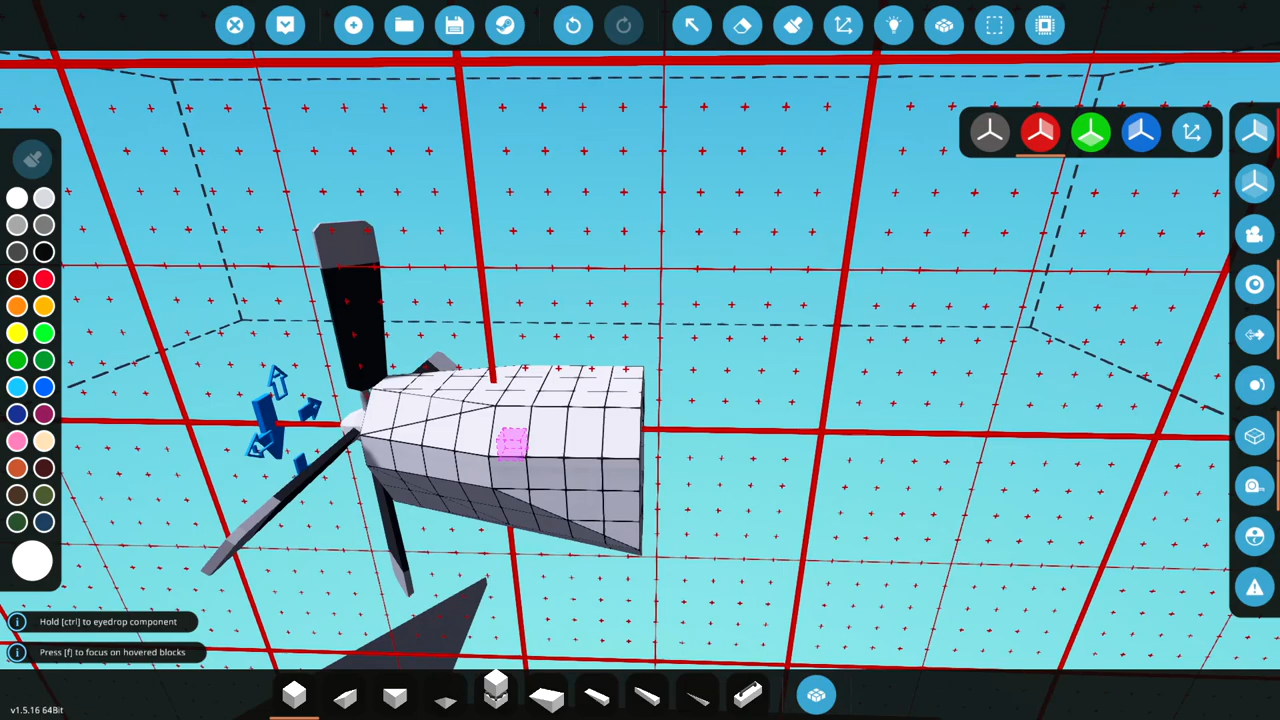 Hold [ctrl] to eyedrop component
Press [f] to focus on hovered blocks
v1.5.16 64Bit